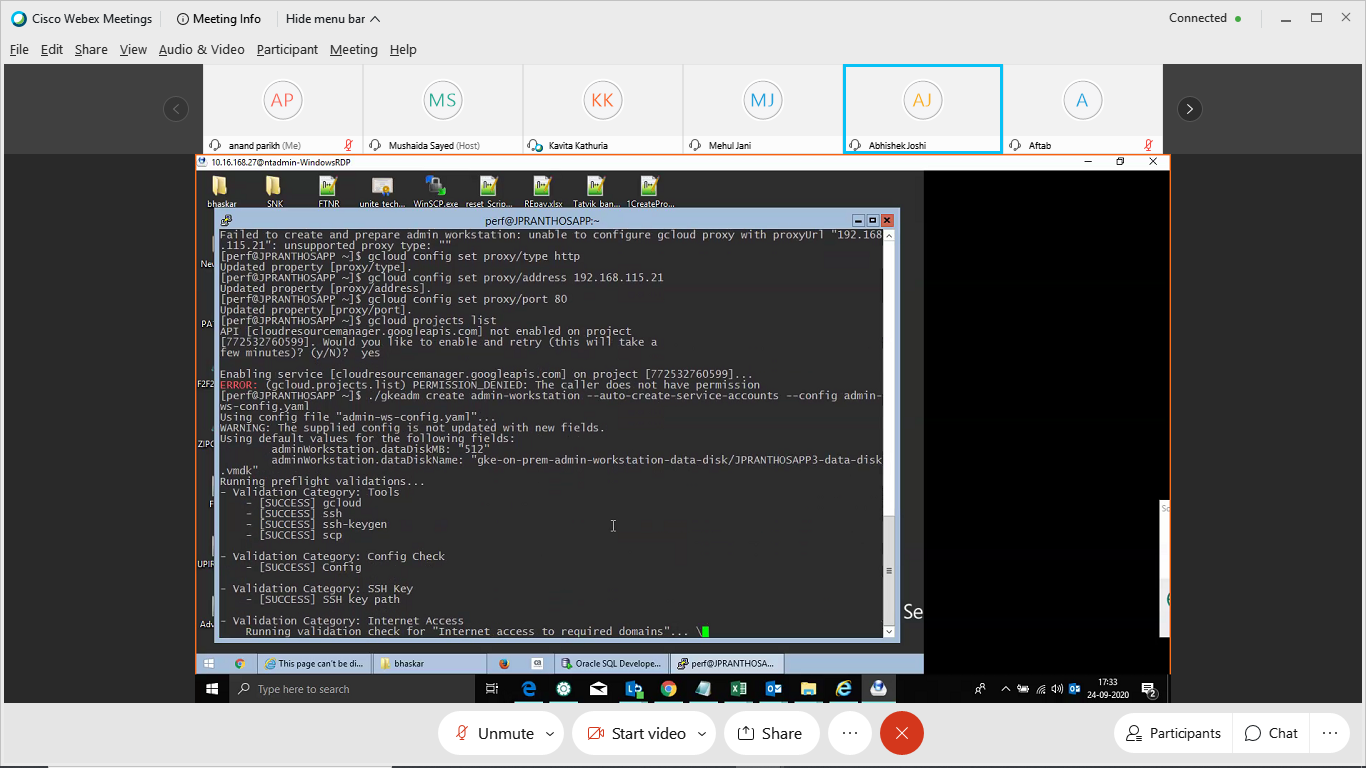 Cisco Webex Meetings
Meeting Info
Hide menu bar
Connected
File Edit Share View Audio & Video Participant Meeting Help
AP MS KK MJ AJ A
anand parikh (Me) Mushaida Sayed (Host) Kavita Kathuria Mehul Jani Abhishek Joshi Aftab
10.16.168.27@ntadmin-WindowsRDP
bhaskar SNK FTNR unite_tech... WinSCP.exe reset_Scrip... REpay.xlsx Tatvik_ban... 1CreatePro...
perf@JPRANTHOSAPP:~
Failed to create and prepare admin workstation: unable to configure gcloud proxy with proxyUrl "192.168
.115.21": unsupported proxy type: ""
[perf@JPRANTHOSAPP ~]$ gcloud config set proxy/type http
Updated property [proxy/type].
[perf@JPRANTHOSAPP ~]$ gcloud config set proxy/address 192.168.115.21
Updated property [proxy/address].
[perf@JPRANTHOSAPP ~]$ gcloud config set proxy/port 80
Updated property [proxy/port].
[perf@JPRANTHOSAPP ~]$ gcloud projects list
API [cloudresourcemanager.googleapis.com] not enabled on project
[772532760599]. Would you like to enable and retry (this will take a
few minutes)? (y/N)?  yes
Enabling service [cloudresourcemanager.googleapis.com] on project [772532760599]...
ERROR: (gcloud.projects.list) PERMISSION_DENIED: The caller does not have permission
[perf@JPRANTHOSAPP ~]$ ./gkeadm create admin-workstation --auto-create-service-accounts --config admin-
ws-config.yaml
Using config file "admin-ws-config.yaml"...
WARNING: The supplied config is not updated with new fields.
Using default values for the following fields:
adminWorkstation.dataDiskMB: "512"
adminWorkstation.dataDiskName: "gke-on-prem-admin-workstation-data-disk/JPRANTHOSAPP3-data-disk
.vmdk"
Running preflight validations...
- Validation Category: Tools
- [SUCCESS] gcloud
- [SUCCESS] ssh
- [SUCCESS] ssh-keygen
- [SUCCESS] scp
- Validation Category: Config Check
- [SUCCESS] Config
- Validation Category: SSH Key
- [SUCCESS] SSH key path
- Validation Category: Internet Access
Running validation check for "Internet access to required domains"... \
Ne
PA
F2F2
ZIPC
F
UPIR
Adv
Se
This page can't be di... bhaskar Oracle SQL Develope... perf@JPRANTHOSA...
Type here to search
17:33
24-09-2020
2
Unmute
Start video
Share
Participants
Chat